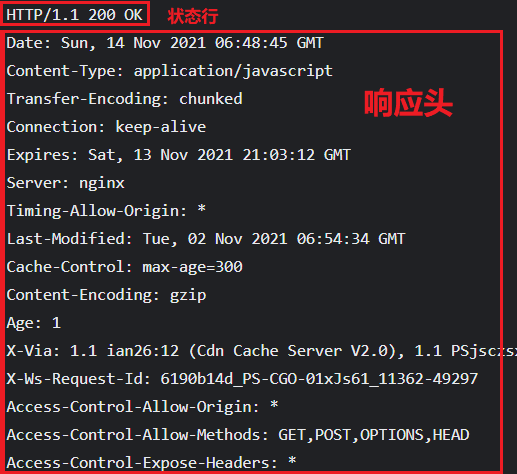 HTTP/1.1 200 OK 状态行
Date: Sun, 14 Nov 2021 06:48:45 GMT
Content-Type: application/javascript
Transfer-Encoding: chunked
响应头
Connection: keep-alive
Expires: Sat, 13 Nov 2021 21:03:12 GMT
Server: nginx
Timing-Allow-Origin: *
Last-Modified: Tue, 02 Nov 2021 06:54:34 GMT
Cache-Control: max-age=300
Content-Encoding: gzip
Age: 1
X-Via: 1.1 ian26:12 (Cdn Cache Server V2.0), 1.1 PSjsczsx
X-Ws-Request-Id: 6190b14d_PS-CGO-01xJs61_11362-49297
Access-Control-Allow-Origin: *
Access-Control-Allow-Methods: GET,POST,OPTIONS,HEAD
Access-Control-Expose-Headers: *